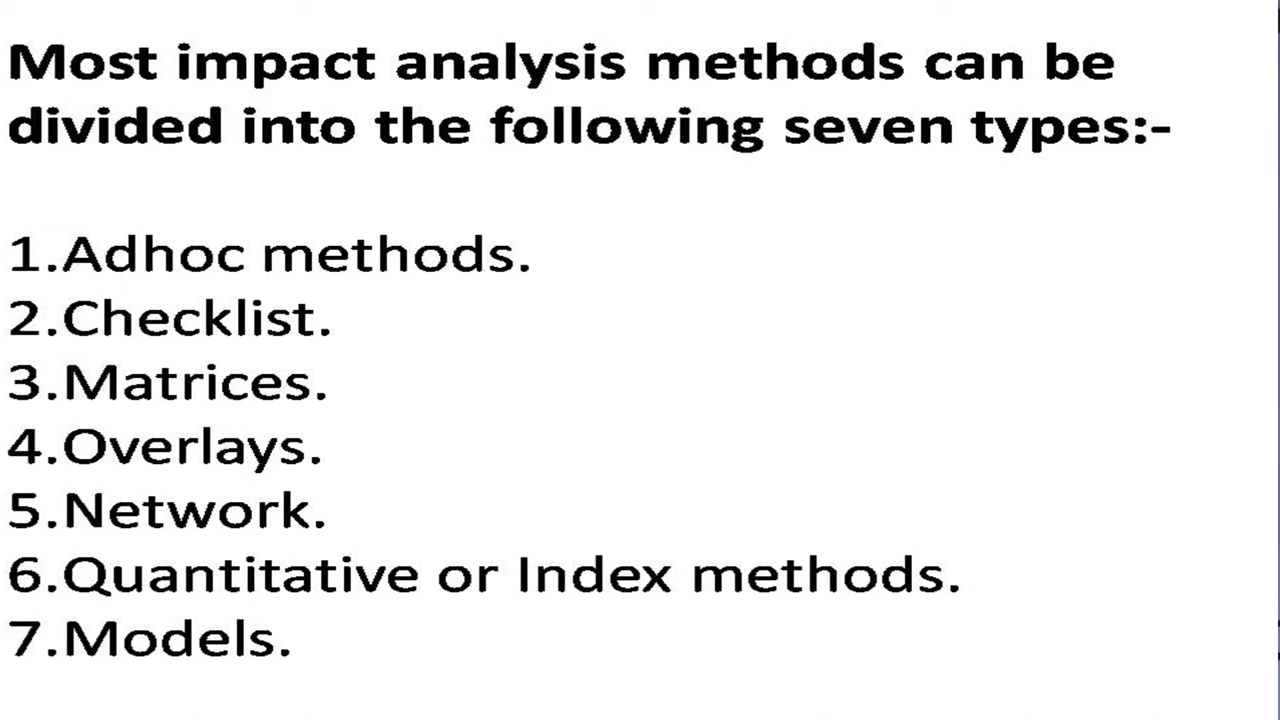 Most impact analysis methods can be
divided into the following seven types:-
1.Adhoc methods.
2.Checklist.
3.Matrices.
4.Overlays.
5.Network.
6.Quantitative or Index methods.
7.Models.